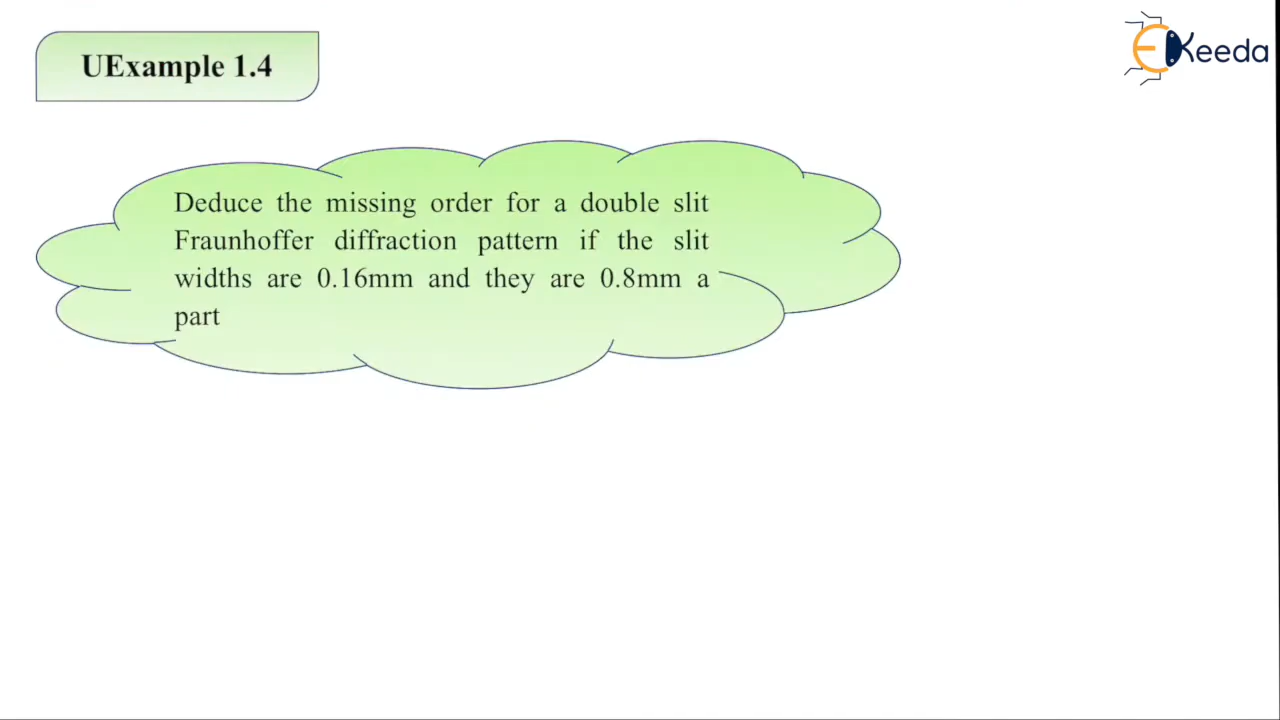 UExample 1.4
EKeeda
Deduce the missing order for a double slit
Fraunhoffer diffraction pattern if the slit
widths are 0.16mm and they are 0.8mm a
part